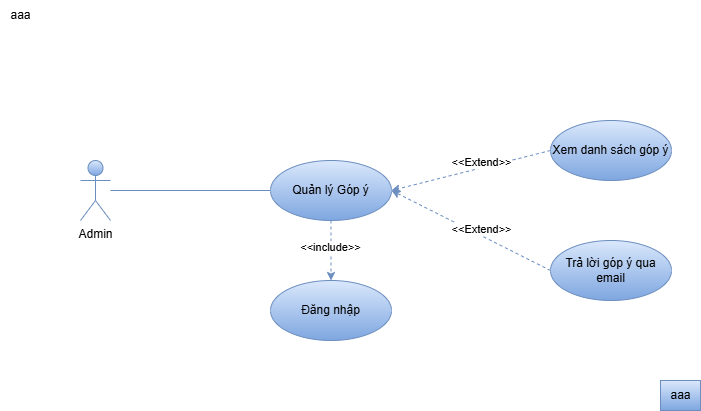 aaa
Xem danh sách góp ý
<<Extend>>
Quản lý Góp ý
Admin
<<Extend>>
<<include>>
Trả lời góp ý qua
email
Đăng nhập
aaa